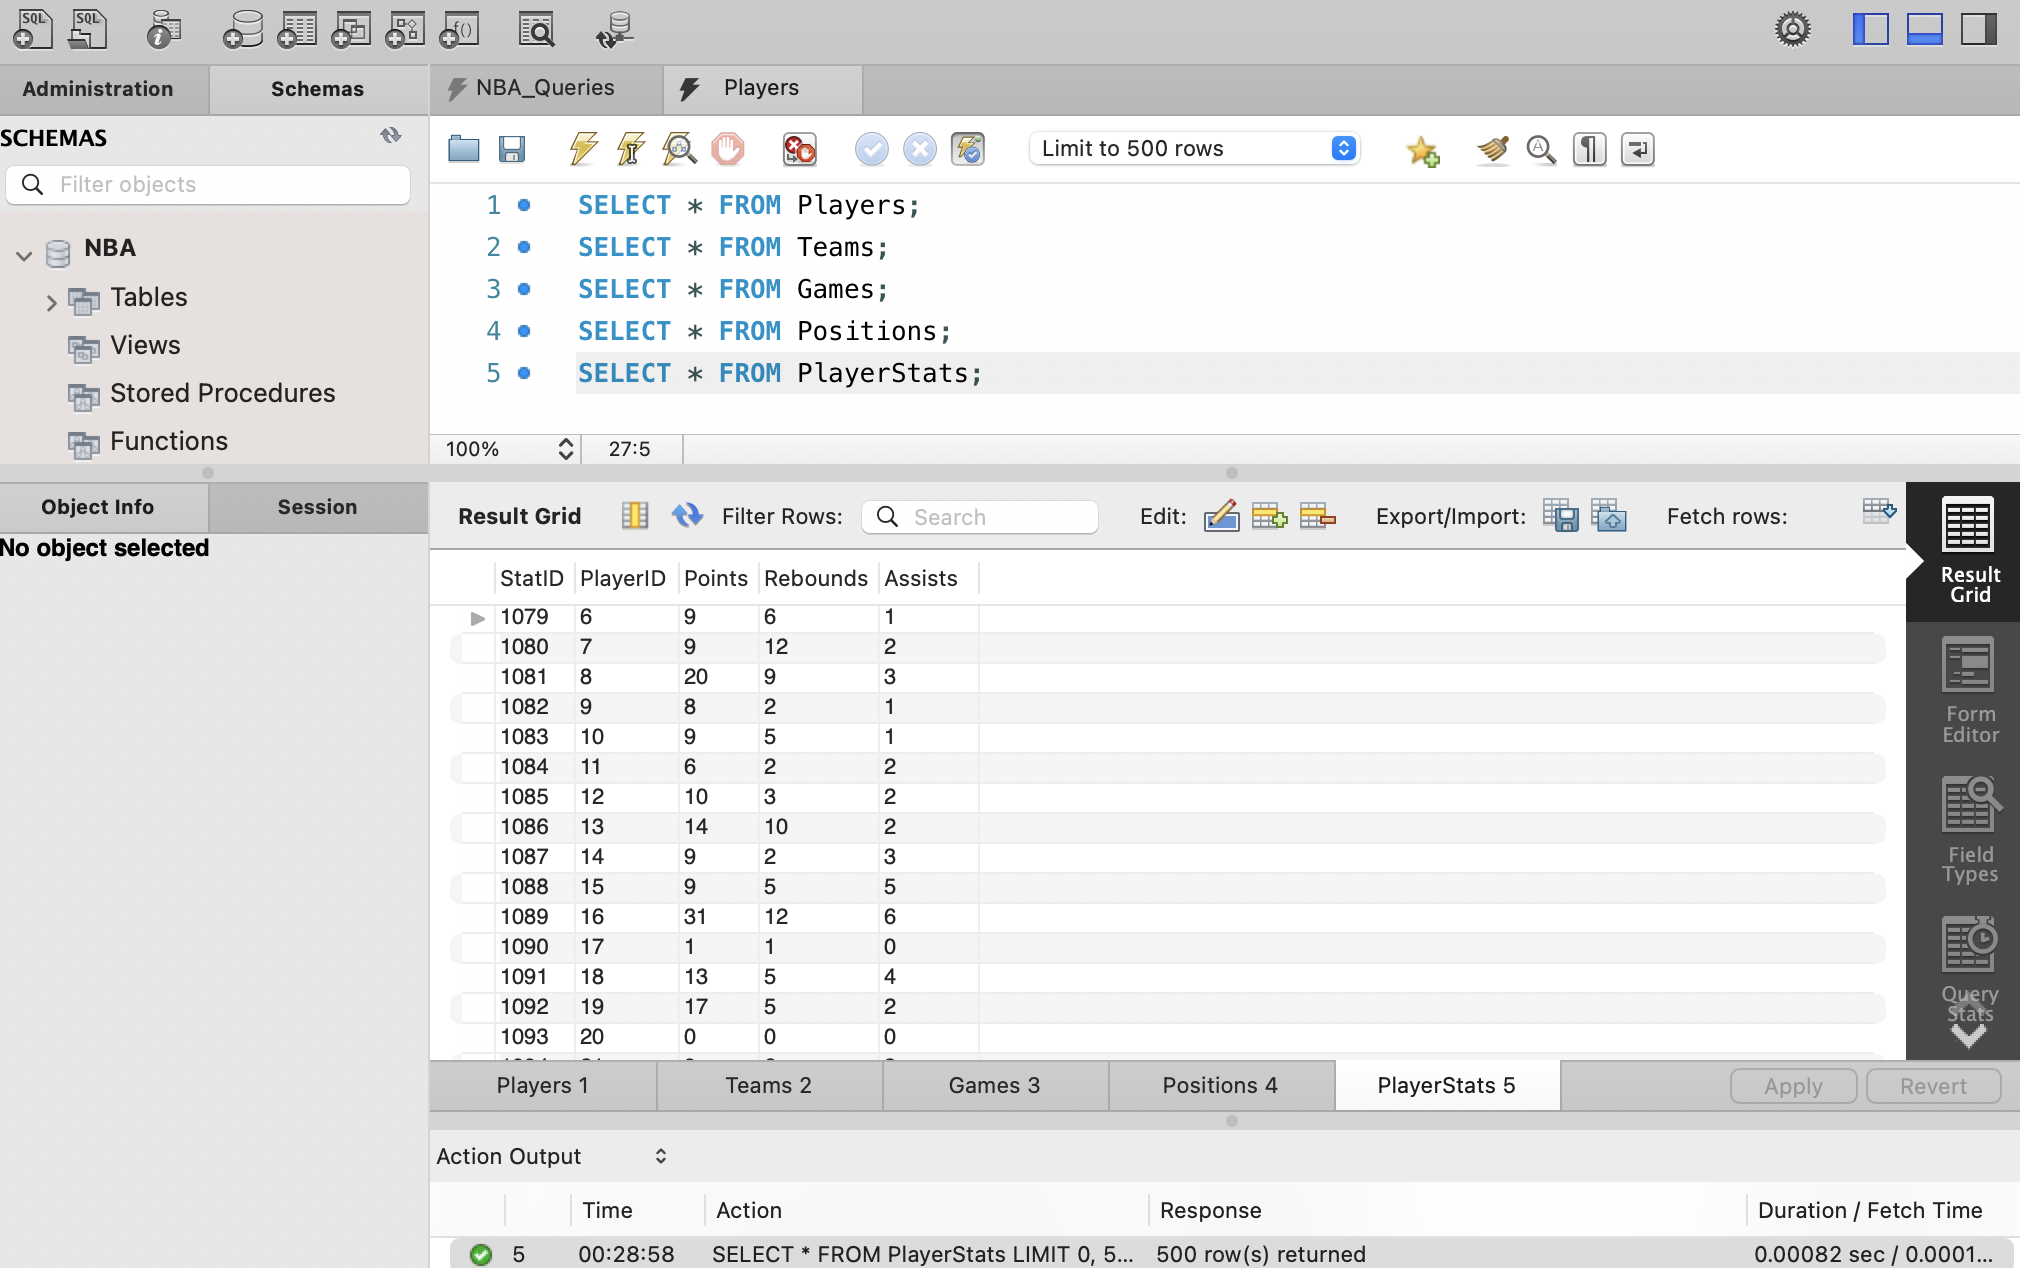 SQL SQL
Administration Schemas NBA_Queries Players
SCHEMAS
Filter objects
Limit to 500 rows
NBA
Tables
Views
Stored Procedures
Functions
1 SELECT * FROM Players;
2 SELECT * FROM Teams;
3 SELECT * FROM Games;
4 SELECT * FROM Positions;
5 SELECT * FROM PlayerStats;
100% 27:5
Object Info Session
No object selected
Result Grid Filter Rows: Search Edit: Export/Import: Fetch rows:
StatID PlayerID Points Rebounds Assists
1079 6 9 6 1
1080 7 9 12 2
1081 8 20 9 3
1082 9 8 2 1
1083 10 9 5 1
1084 11 6 2 2
1085 12 10 3 2
1086 13 14 10 2
1087 14 9 2 3
1088 15 9 5 5
1089 16 31 12 6
1090 17 1 1 0
1091 18 13 5 4
1092 19 17 5 2
1093 20 0 0 0
Result
Grid
Form
Editor
Field
Types
Query
Stats
Players 1 Teams 2 Games 3 Positions 4 PlayerStats 5 Apply Revert
Action Output
Time Action Response Duration / Fetch Time
5 00:28:58 SELECT * FROM PlayerStats LIMIT 0, 5... 500 row(s) returned 0.00082 sec / 0.0001...